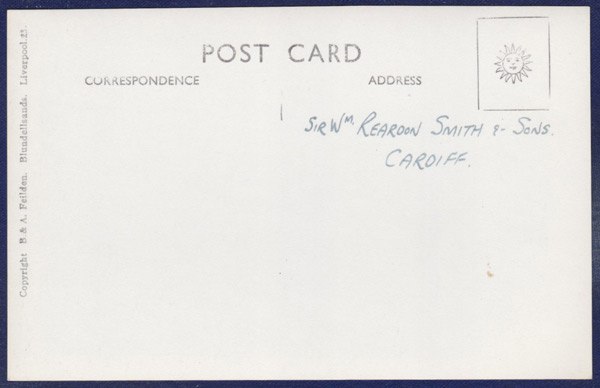 POST CARD
CORRESPONDENCE
ADDRESS
SIR Wᴹ. REARDON SMITH & SONS.
CARDIFF.
Copyright B & A. Feilden. Blundellsands. Liverpool 23.